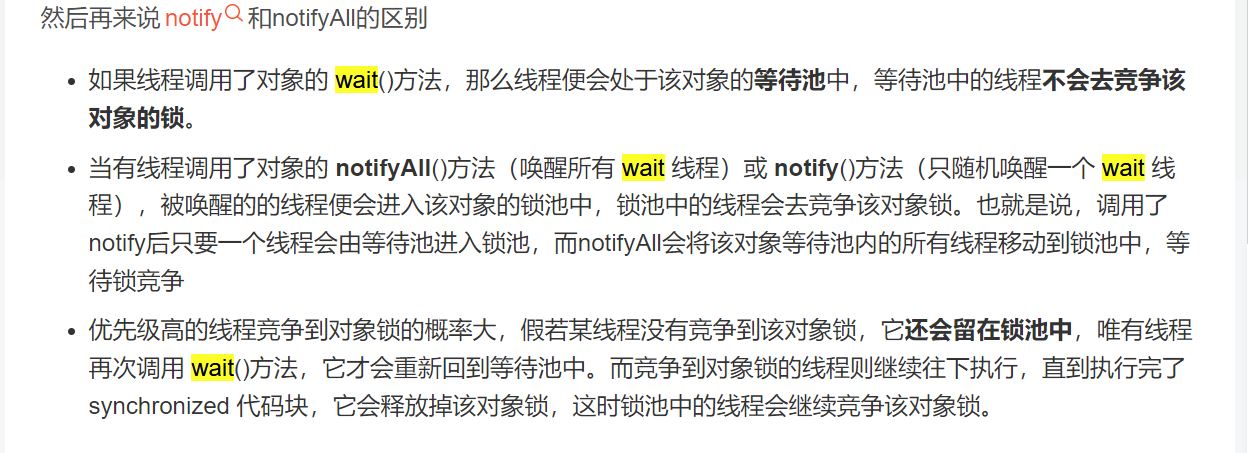 然后再来说 notify 和notifyAll的区别
如果线程调用了对象的 wait()方法，那么线程便会处于该对象的等待池中，等待池中的线程不会去竞争该
对象的锁。
当有线程调用了对象的 notifyAll()方法（唤醒所有 wait 线程）或 notify()方法（只随机唤醒一个 wait 线
程），被唤醒的的线程便会进入该对象的锁池中，锁池中的线程会去竞争该对象锁。也就是说，调用了
notify后只要一个线程会由等待池进入锁池，而notifyAll会将该对象等待池内的所有线程移动到锁池中，等
待锁竞争
优先级高的线程竞争到对象锁的概率大，假若某线程没有竞争到该对象锁，它还会留在锁池中，唯有线程
再次调用 wait()方法，它才会重新回到等待池中。而竞争到对象锁的线程则继续往下执行，直到执行完了
synchronized 代码块，它会释放掉该对象锁，这时锁池中的线程会继续竞争该对象锁。